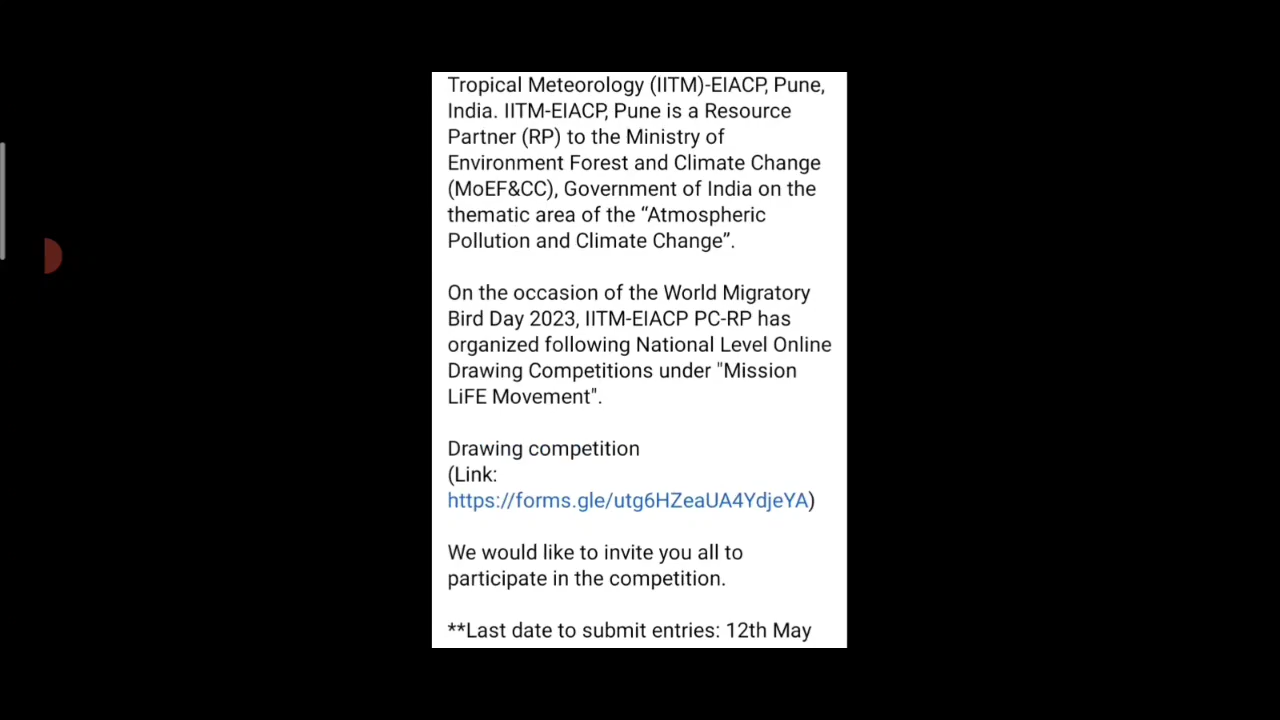 Tropical Meteorology (IITM)-EIACP, Pune,
India. IITM-EIACP, Pune is a Resource
Partner (RP) to the Ministry of
Environment Forest and Climate Change
(MoEF&CC), Government of India on the
thematic area of the “Atmospheric
Pollution and Climate Change”.
On the occasion of the World Migratory
Bird Day 2023, IITM-EIACP PC-RP has
organized following National Level Online
Drawing Competitions under "Mission
LiFE Movement".
Drawing competition
(Link:
https://forms.gle/utg6HZeaUA4YdjeYA)
We would like to invite you all to
participate in the competition.
**Last date to submit entries: 12th May